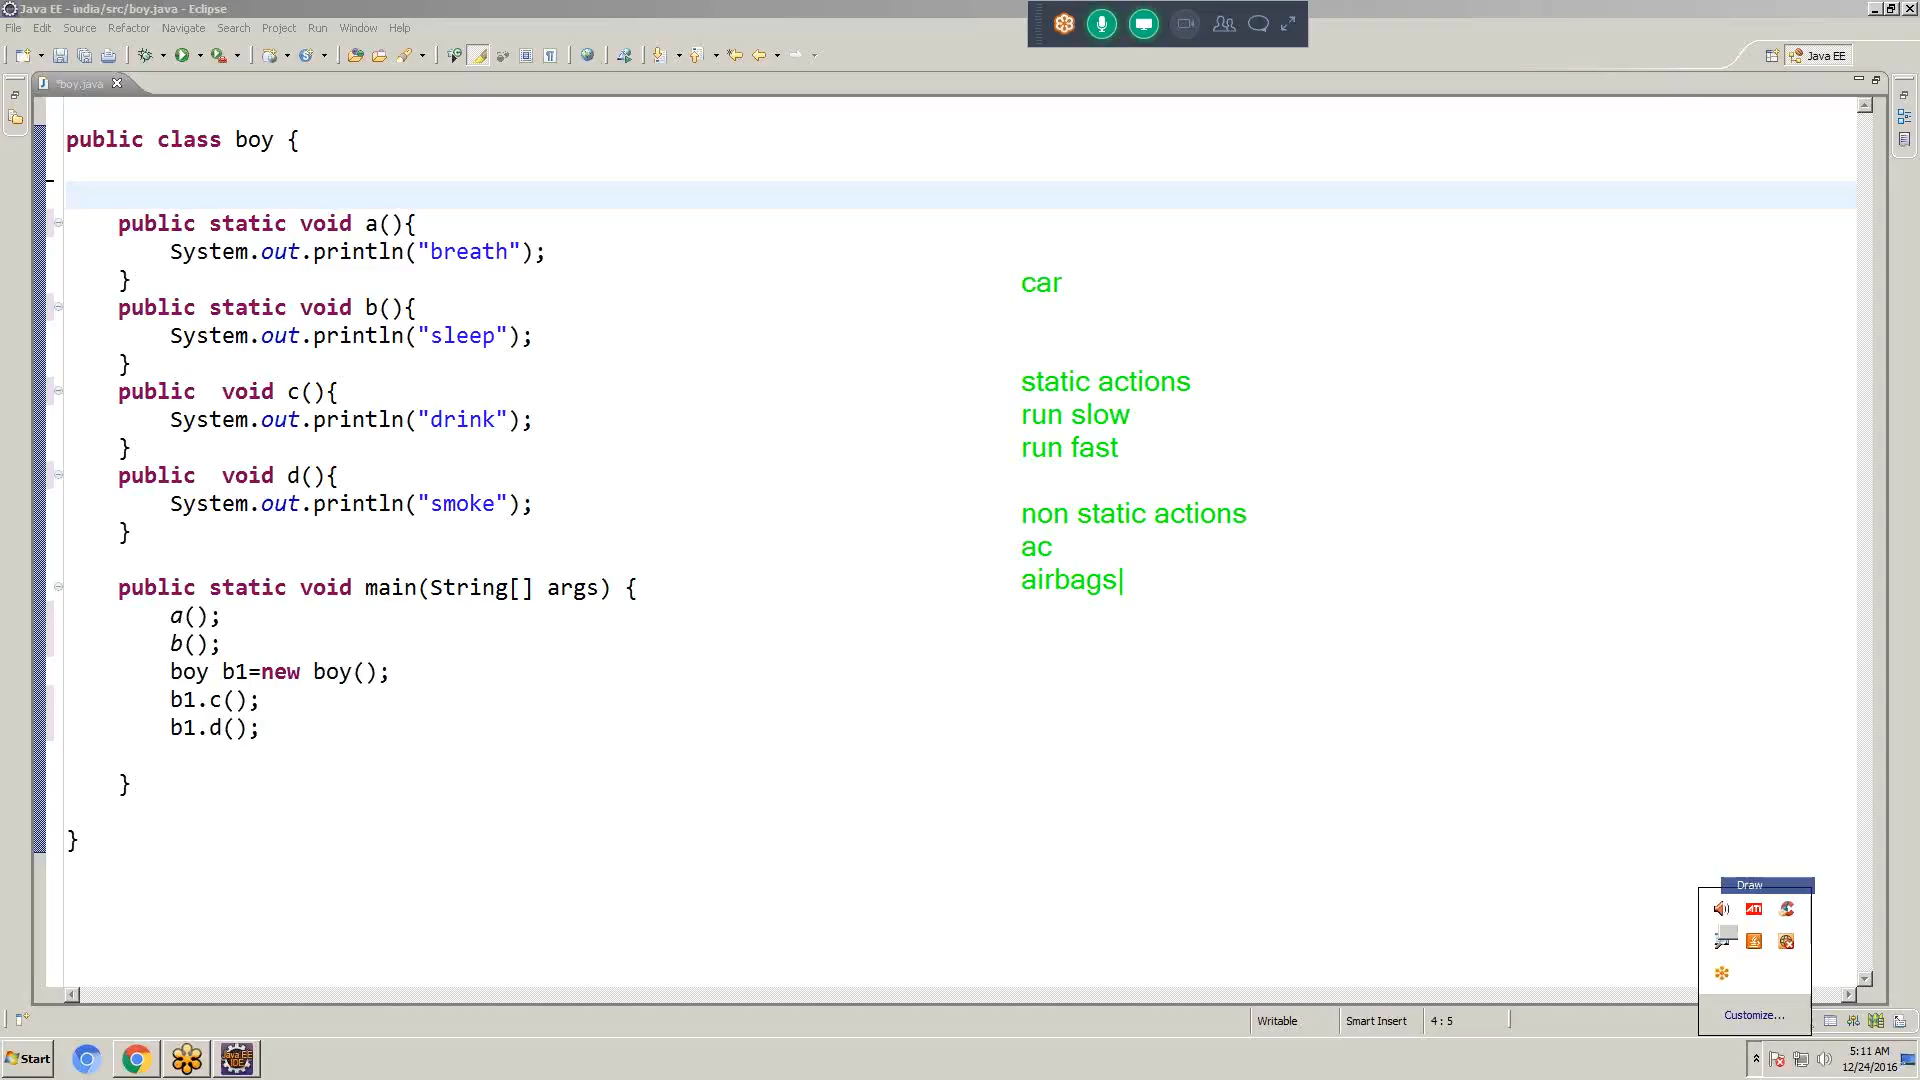 Java EE - india/src/boy.java - Eclipse
File Edit Source Refactor Navigate Search Project Run Window Help
Java EE
*boy.java
public class boy {
public static void a(){
System.out.println("breath");
}
public static void b(){
System.out.println("sleep");
}
public  void c(){
System.out.println("drink");
}
public  void d(){
System.out.println("smoke");
}
public static void main(String[] args) {
a();
b();
boy b1=new boy();
b1.c();
b1.d();
}
}
car
static actions
run slow
run fast
non static actions
ac
airbags
Draw
ATI
Customize...
Writable Smart Insert 4 : 5
Start
Java EE
IDE
5:11 AM
12/24/2016